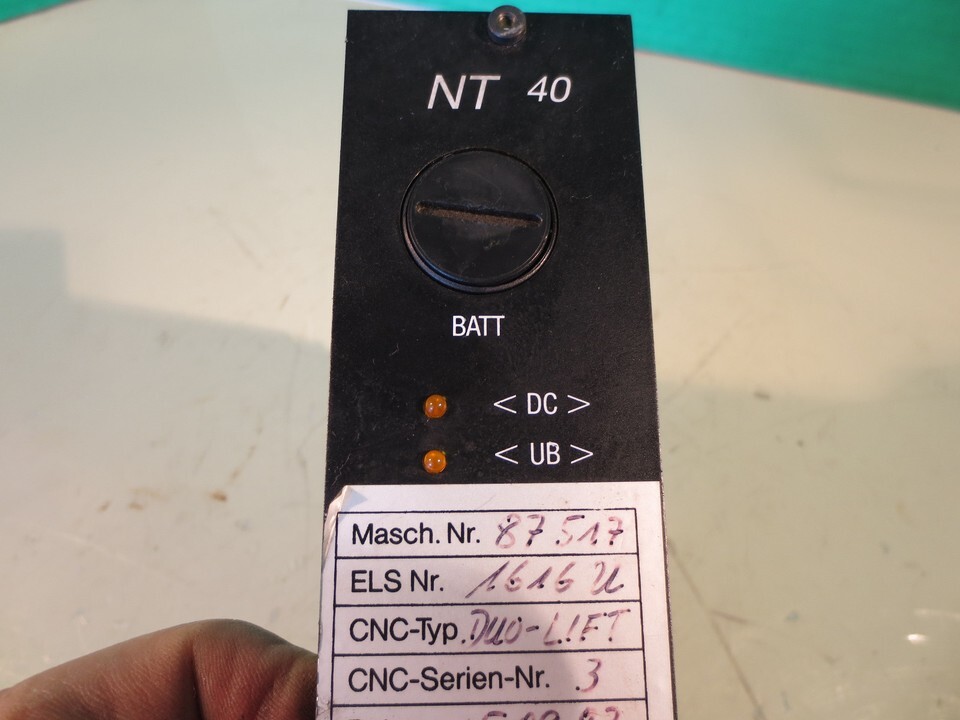 NT 40
BATT
< DC >
< UB >
Masch. Nr. 87 517
ELS Nr. 1616 U
CNC-Typ. DUO-LIFT
CNC-Serien-Nr. 3